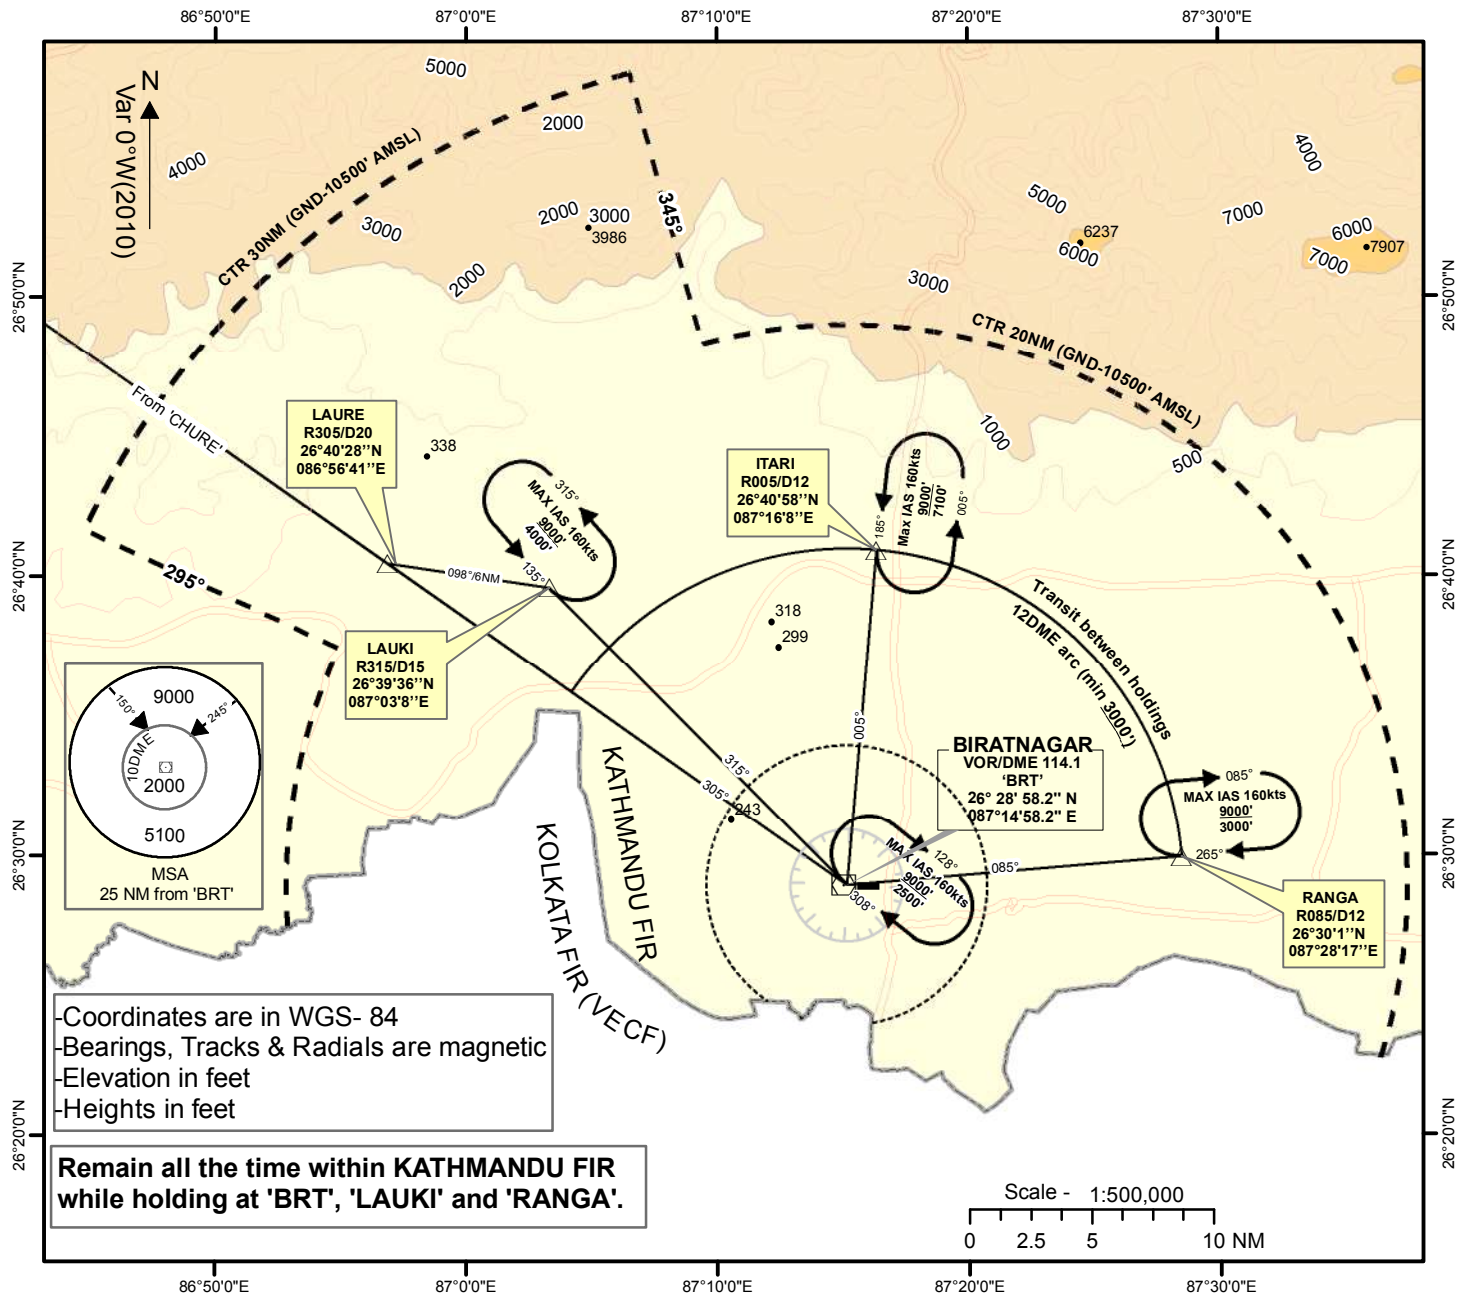 86°50'0"E
87°0'0"E
87°10'0"E
87°20'0"E
87°30'0"E
N
Var 0°W(2010)
5000
2000
4000
3000
2000
3000
3986
2000
CTR 30NM (GND-10500' AMSL)
345°
4000
5000
7000
6237
6000
6000
7907
7000
3000
26°50'0"N
26°50'0"N
CTR 20NM (GND-10500' AMSL)
1000
500
From 'CHURE'
LAURE
R305/D20
26°40'28''N
086°56'41''E
338
315°
MAX IAS 160kts
9000'
4000'
135°
ITARI
R005/D12
26°40'58''N
087°16'8''E
Max IAS 160kts
9000'
7100'
005°
185°
26°40'0"N
26°40'0"N
295°
098°/6NM
LAUKI
R315/D15
26°39'36''N
087°03'8''E
318
299
Transit between holdings
12DME arc (min 3000')
9000
150°
245°
10DME
2000
5100
MSA
25 NM from 'BRT'
005°
315°
305°
243
BIRATNAGAR
VOR/DME 114.1
‘BRT’
26° 28' 58.2" N
087°14'58.2" E
085°
MAX IAS 160kts
9000'
3000'
265°
26°30'0"N
26°30'0"N
KATHMANDU FIR
KOLKATA FIR (VECF)
128°
MAX IAS 160kts
9000'
2500'
308°
085°
RANGA
R085/D12
26°30'1''N
087°28'17''E
-Coordinates are in WGS- 84
-Bearings, Tracks & Radials are magnetic
-Elevation in feet
-Heights in feet
26°20'0"N
26°20'0"N
Remain all the time within KATHMANDU FIR
while holding at 'BRT', 'LAUKI' and 'RANGA'.
Scale - 1:500,000
0 2.5 5 10 NM
86°50'0"E
87°0'0"E
87°10'0"E
87°20'0"E
87°30'0"E